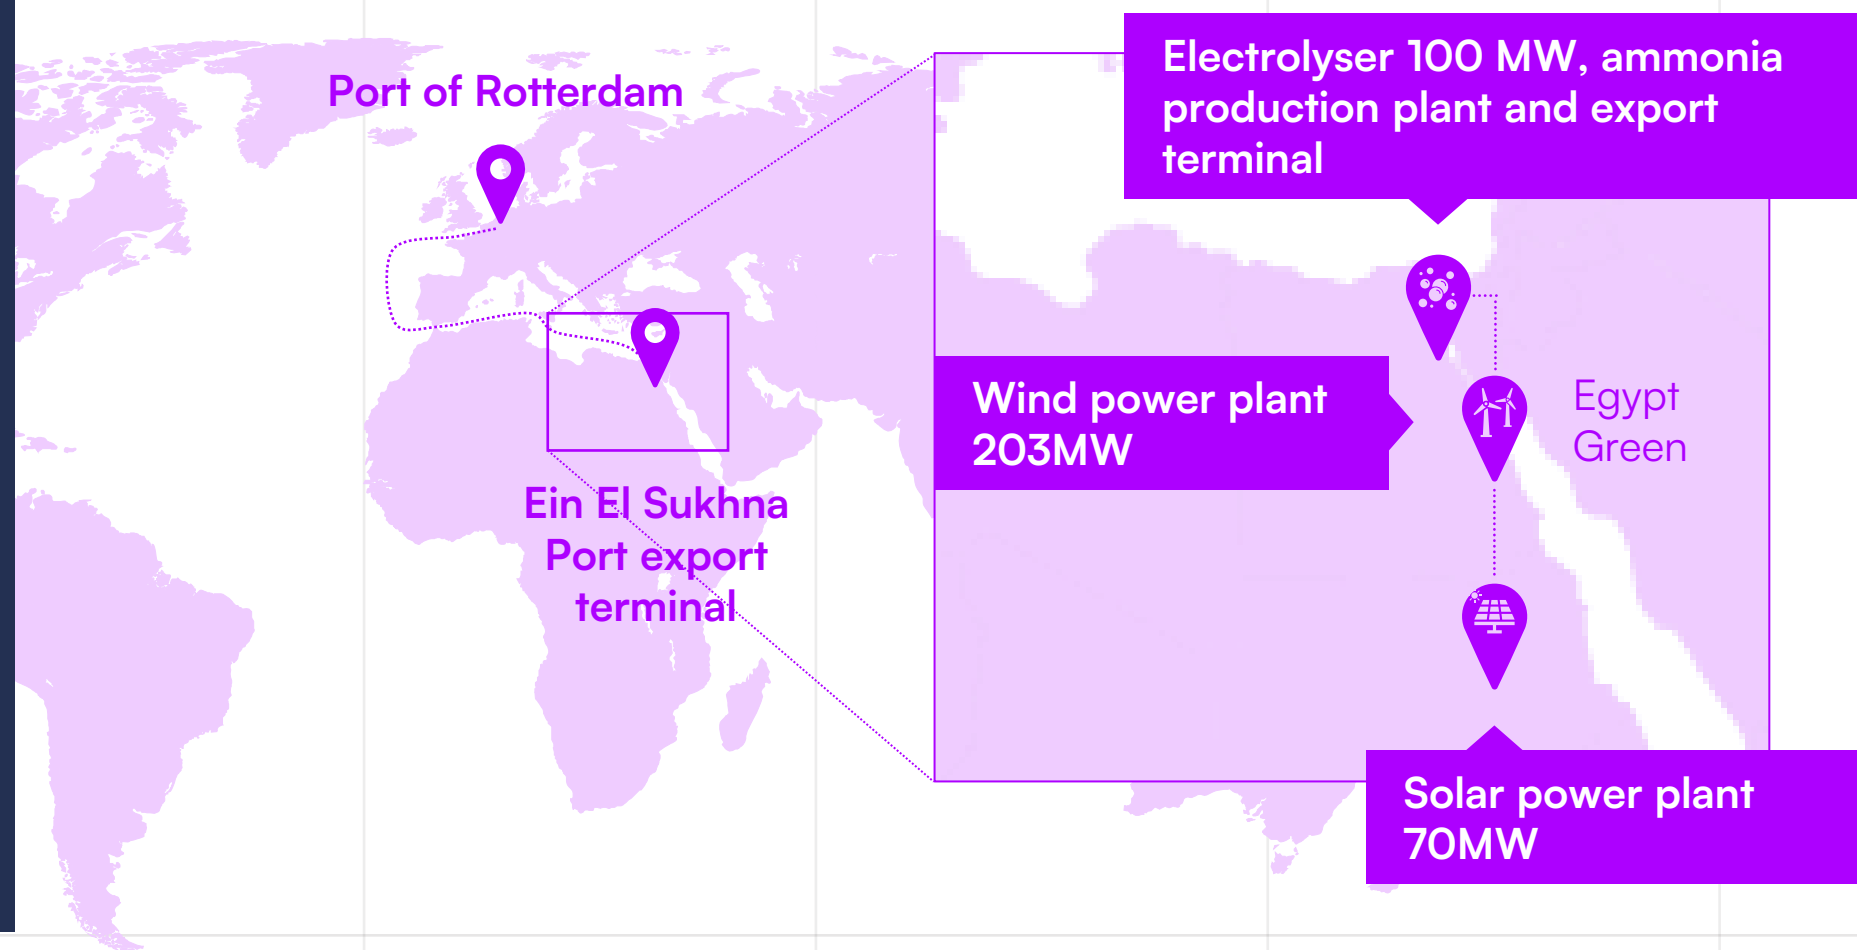 Port of Rotterdam
Electrolyser 100 MW, ammonia
production plant and export
terminal
Wind power plant
203MW
Egypt
Green
Ein El Sukhna
Port export
terminal
Solar power plant
70MW